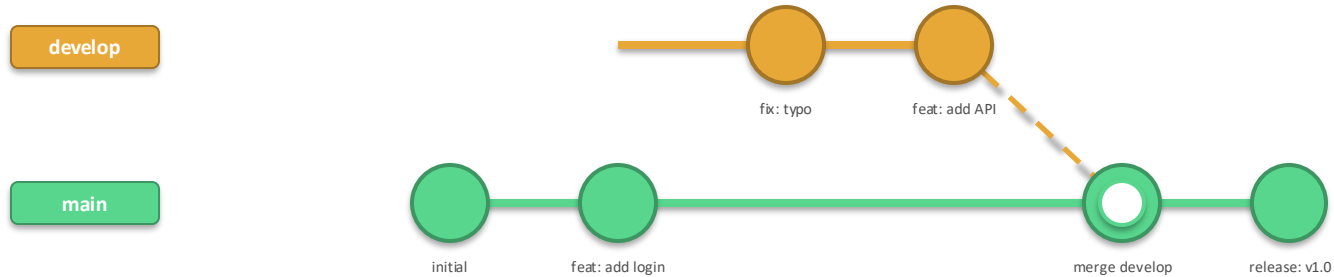 develop
fix: typo
feat: add API
main
initial
feat: add login
merge develop
release: v1.0